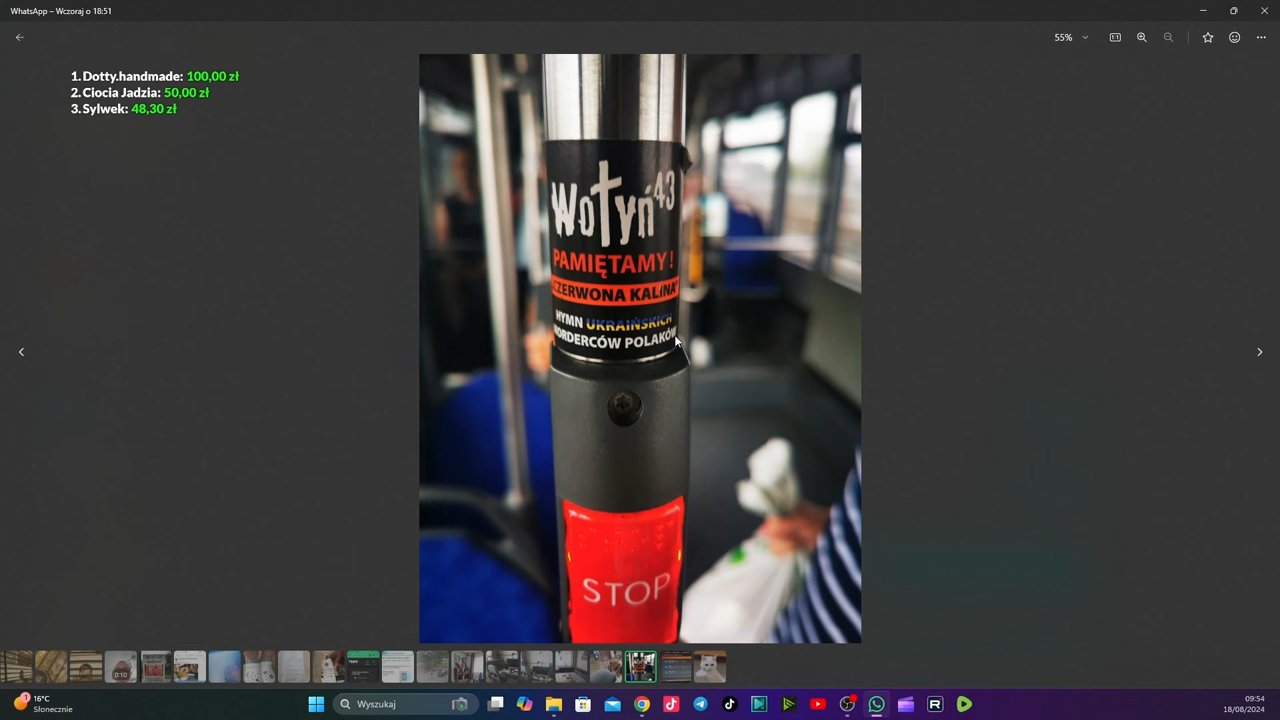 WhatsApp – Wczoraj o 18:51
55%
1. Dotty.handmade: 100,00 zł
2. Ciocia Jadzia: 50,00 zł
3. Sylwek: 48,30 zł
Wołyń 43
PAMIĘTAMY!
"CZERWONA KALINA"
HYMN UKRAIŃSKICH
MORDERCÓW POLAKÓW
STOP
0:10
16°C
Słonecznie
Wyszukaj
09:54
18/08/2024